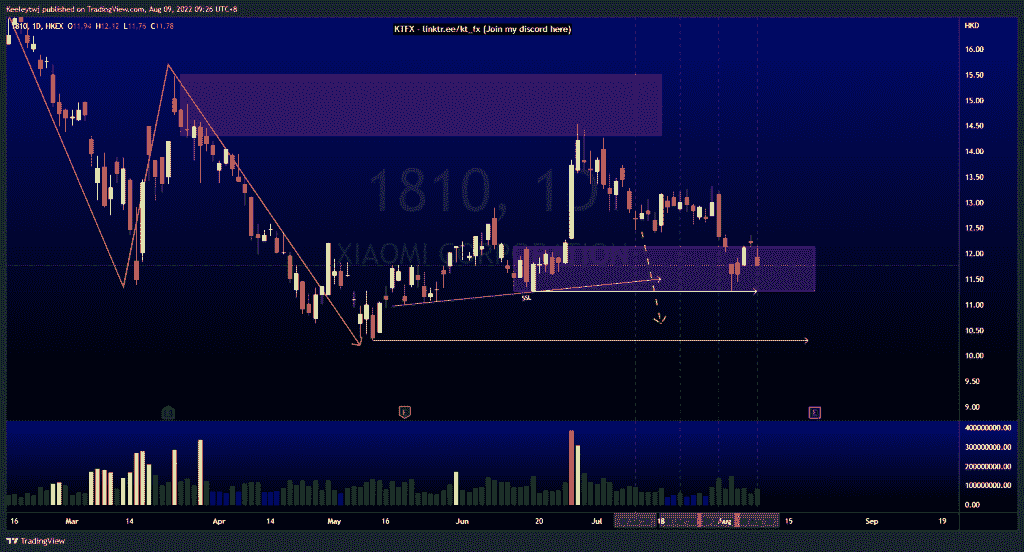 Keeleytwj published on TradingView.com, Aug 09, 2022 09:26 UTC+8
1810, 1D, HKEX O11.94 H12.12 L11.76 C11.78
KTFX - linktr.ee/kt_fx (Join my discord here)
HKD
16.00
15.50
15.00
14.50
14.00
13.50
13.00
12.50
12.00
11.50
11.00
10.50
10.00
9.50
9.00
1810, 1D
XIAOMI CORPORATION
SSL
400000000.00
300000000.00
200000000.00
100000000.00
0.00
16 Mar 14 Apr 14 May 16 Jun 20 Jul 18 Aug 15 Sep 19
TradingView